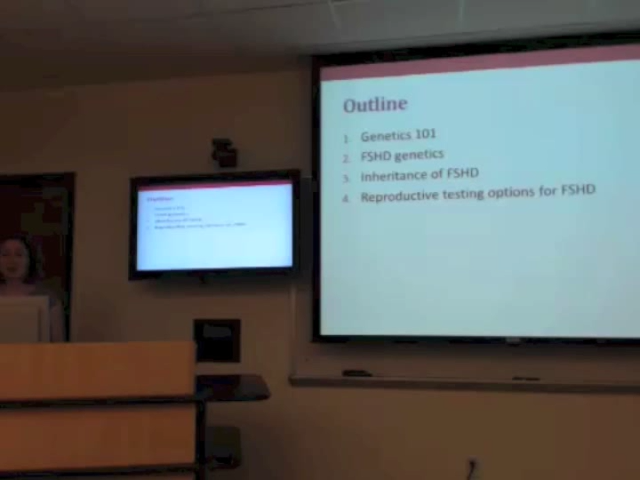 Outline
1. Genetics 101
2. FSHD genetics
3. Inheritance of FSHD
4. Reproductive testing options for FSHD